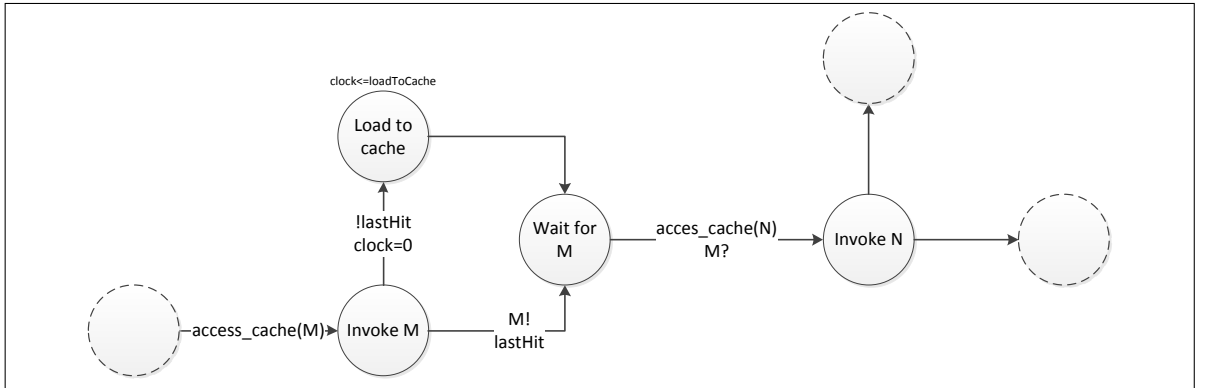 clock<=loadToCache
Load to
cache
!lastHit
clock=0
Wait for
M
acces_cache(N)
M?
Invoke N
access_cache(M)
Invoke M
M!
lastHit